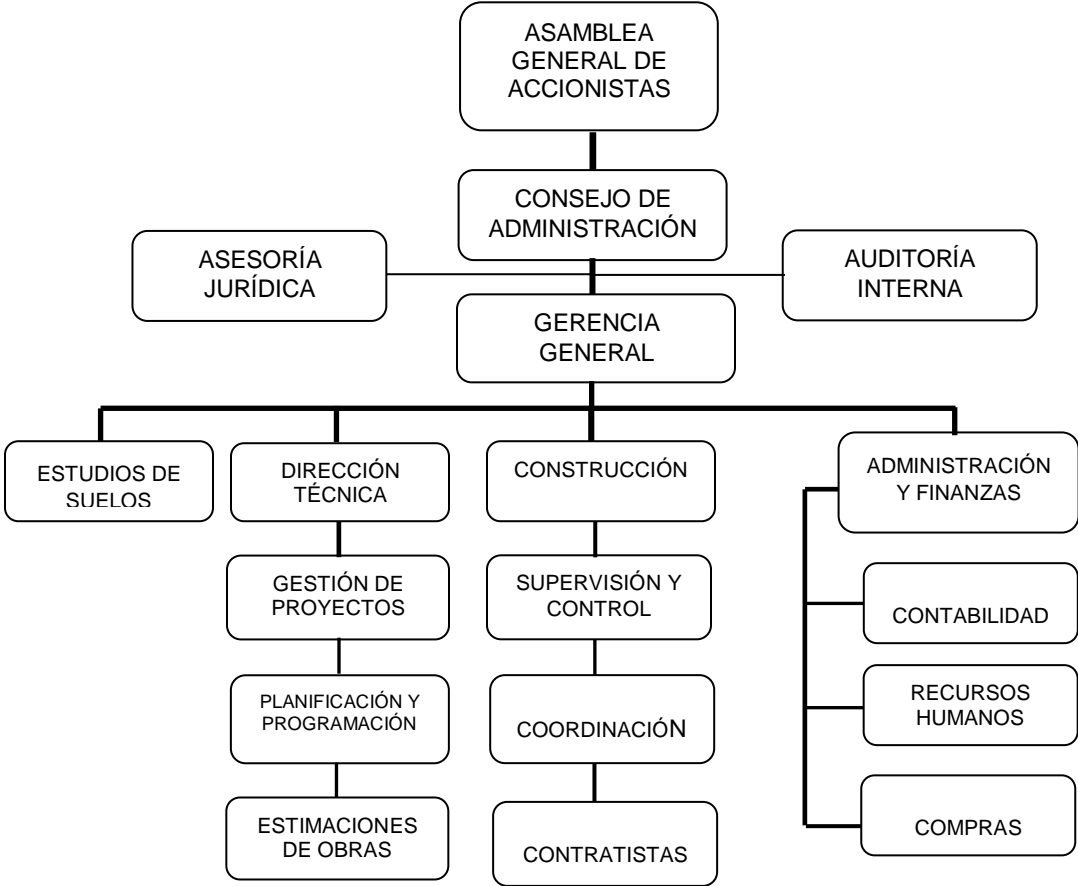 ASAMBLEA
GENERAL DE
ACCIONISTAS
CONSEJO DE
ADMINISTRACIÓN
ASESORÍA
JURÍDICA
AUDITORÍA
INTERNA
GERENCIA
GENERAL
ESTUDIOS DE
SUELOS
DIRECCIÓN
TÉCNICA
CONSTRUCCIÓN
ADMINISTRACIÓN
Y FINANZAS
GESTIÓN DE
PROYECTOS
SUPERVISIÓN Y
CONTROL
CONTABILIDAD
PLANIFICACIÓN Y
PROGRAMACIÓN
COORDINACIÓN
RECURSOS
HUMANOS
ESTIMACIONES
DE OBRAS
CONTRATISTAS
COMPRAS